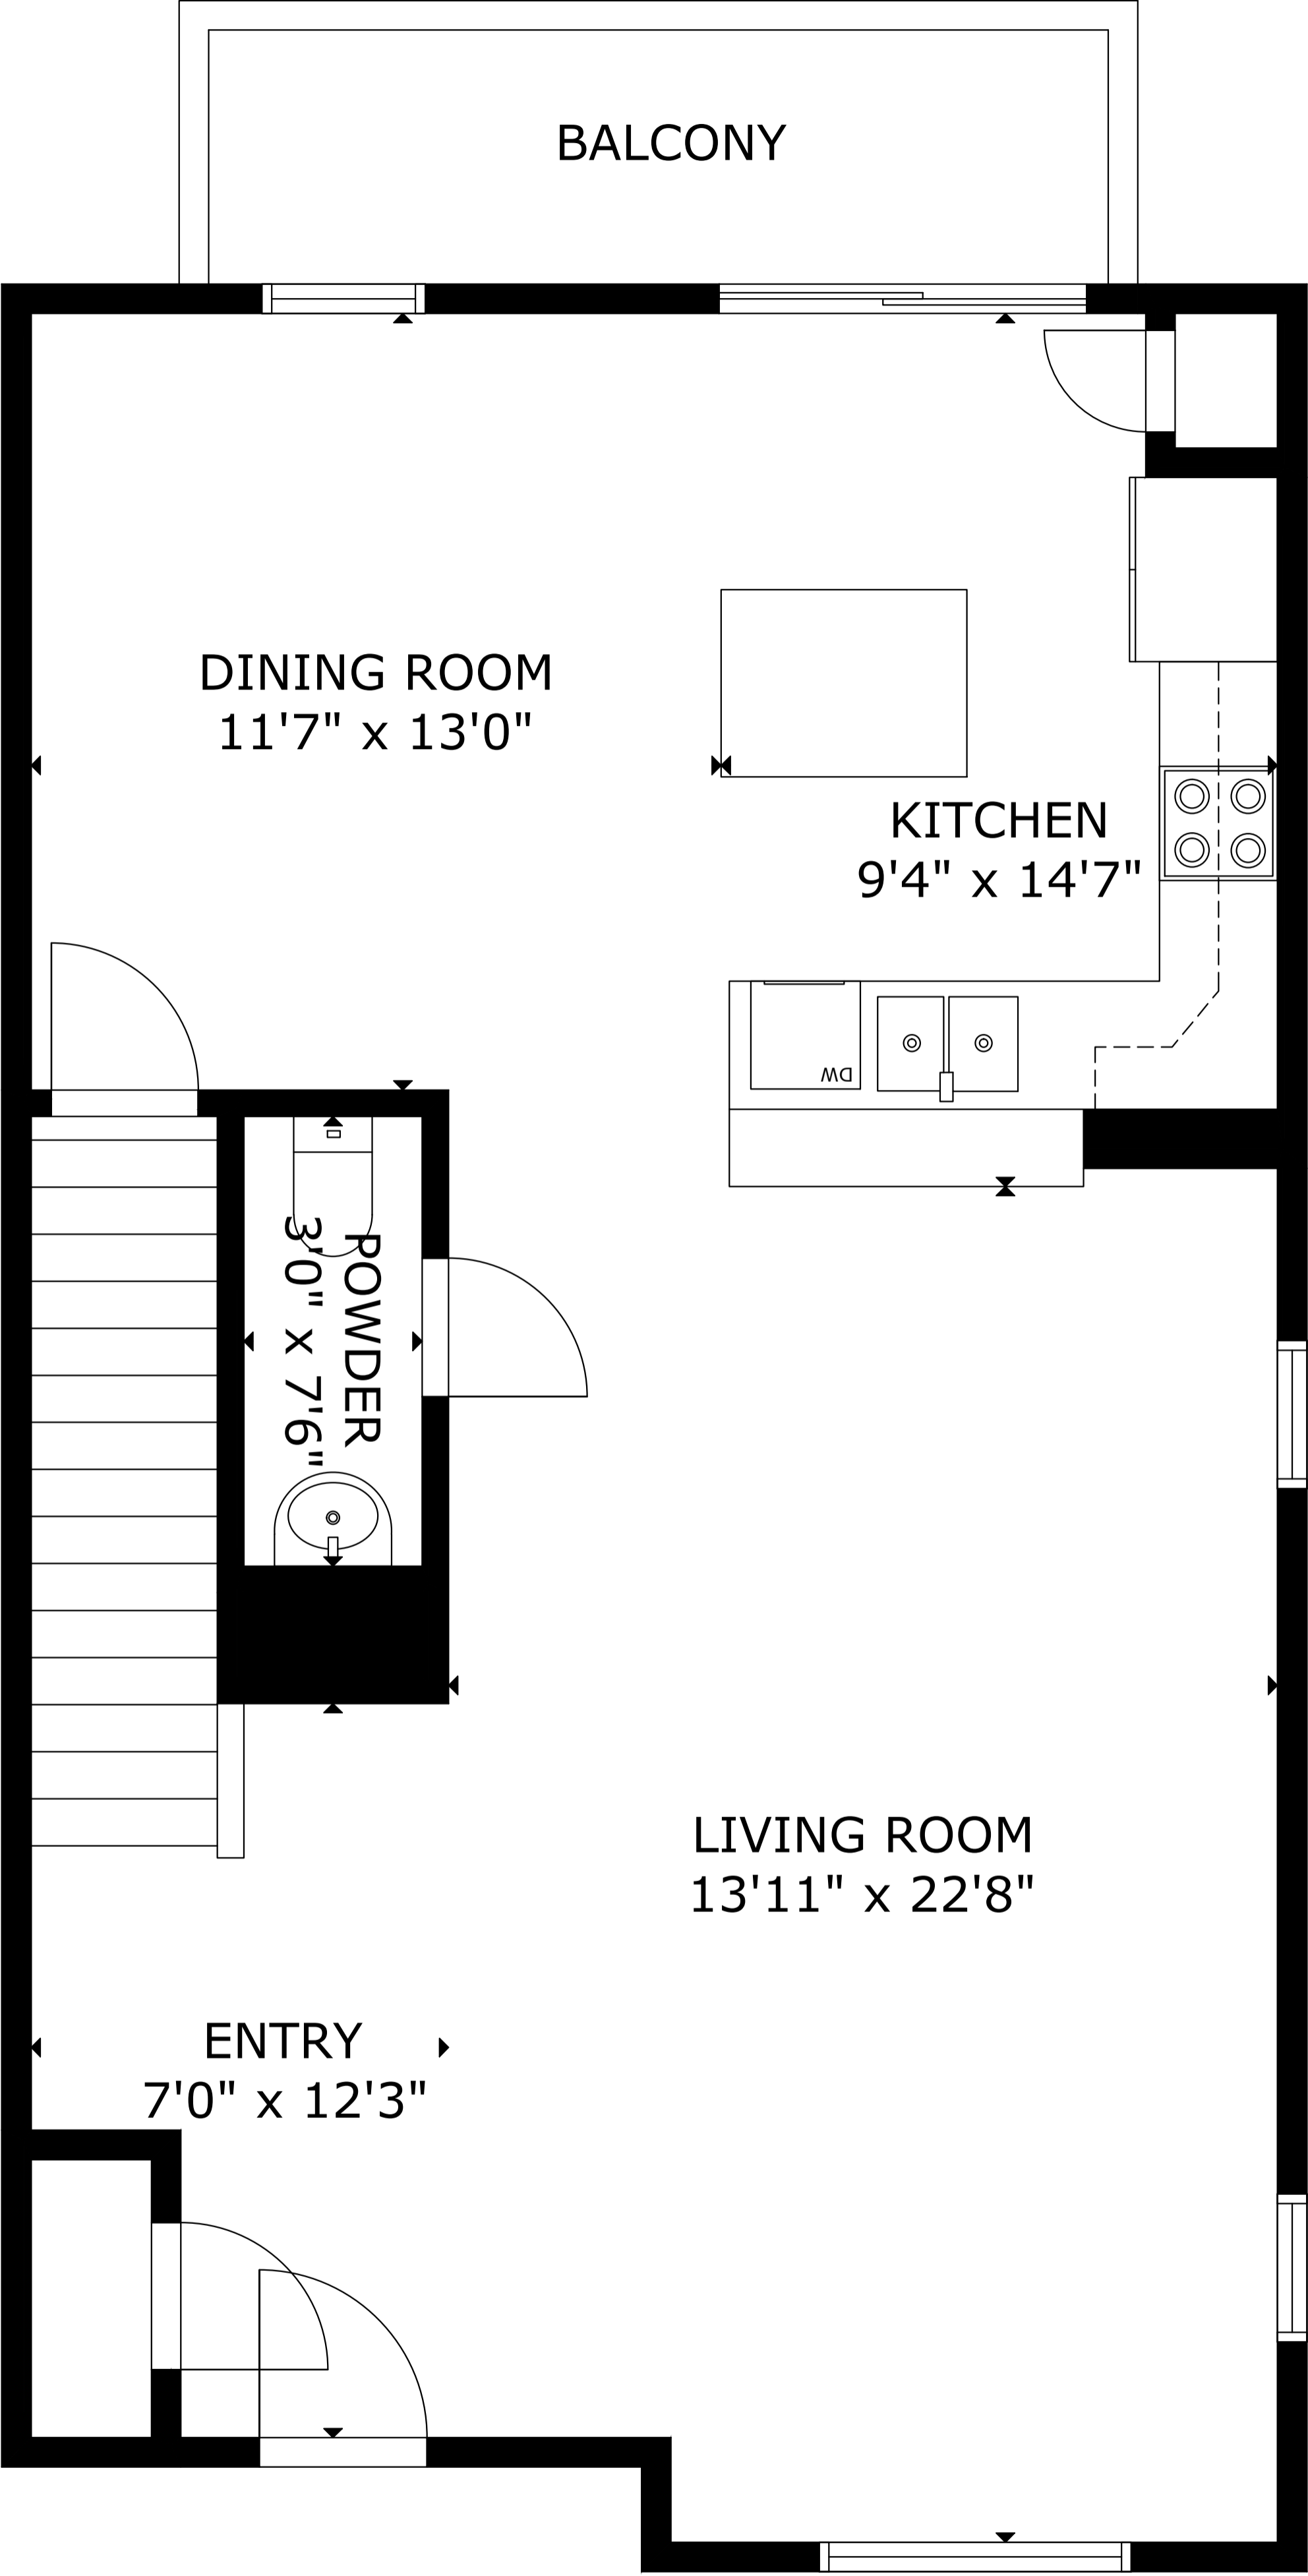 BALCONY
DINING ROOM
11'7" x 13'0"
KITCHEN
9'4" x 14'7"
DW
POWDER
3'0" x 7'6"
LIVING ROOM
13'11" x 22'8"
ENTRY
7'0" x 12'3"